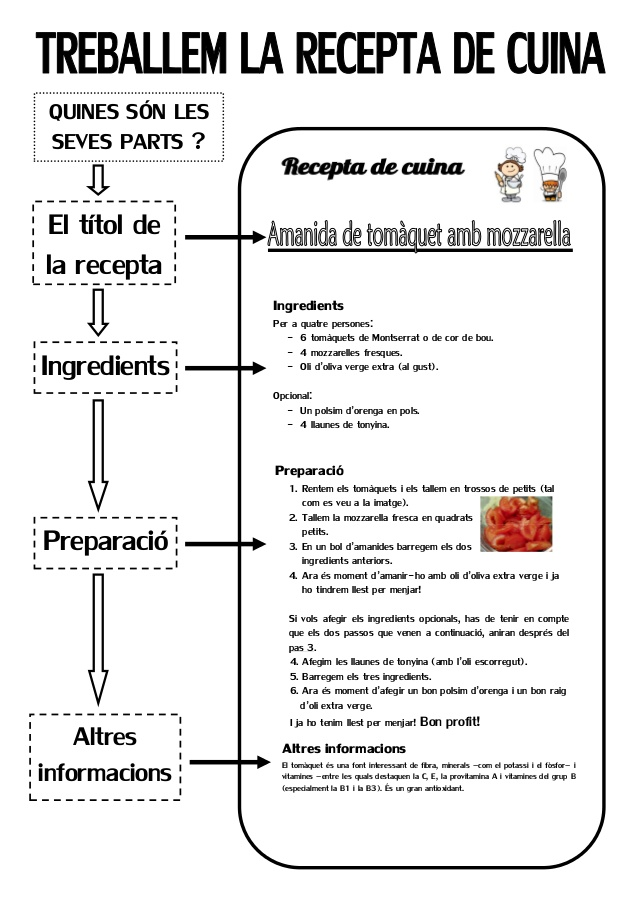 TREBALLEM LA RECEPTA DE CUINA
QUINES SÓN LES
SEVES PARTS ?
El títol de
la recepta
Ingredients
Preparació
Altres
informacions
Recepta de cuina
Amanida de tomàquet amb mozzarella
Ingredients
Per a quatre persones:
- 6 tomàquets de Montserrat o de cor de bou.
- 4 mozzarelles fresques.
- Oli d'oliva verge extra (al gust).
Opcional:
- Un polsim d'orenga en pols.
- 4 llaunes de tonyina.
Preparació
1. Rentem els tomàquets i els tallem en trossos de petits (tal
com es veu a la imatge).
2. Tallem la mozzarella fresca en quadrats
petits.
3. En un bol d'amanides barregem els dos
ingredients anteriors.
4. Ara és moment d'amanir-ho amb oli d'oliva extra verge i ja
ho tindrem llest per menjar!
Si vols afegir els ingredients opcionals, has de tenir en compte
que els dos passos que venen a continuació, aniran després del
pas 3.
4. Afegim les llaunes de tonyina (amb l'oli escorregut).
5. Barregem els tres ingredients.
6. Ara és moment d'afegir un bon polsim d'orenga i un bon raig
d'oli extra verge.
I ja ho tenim llest per menjar! Bon profit!
Altres informacions
El tomàquet és una font interessant de fibra, minerals -com el potassi i el fòsfor- i
vitamines -entre les quals destaquen la C, E, la provitamina A i vitamines del grup B
(especialment la B1 i la B3). És un gran antioxidant.